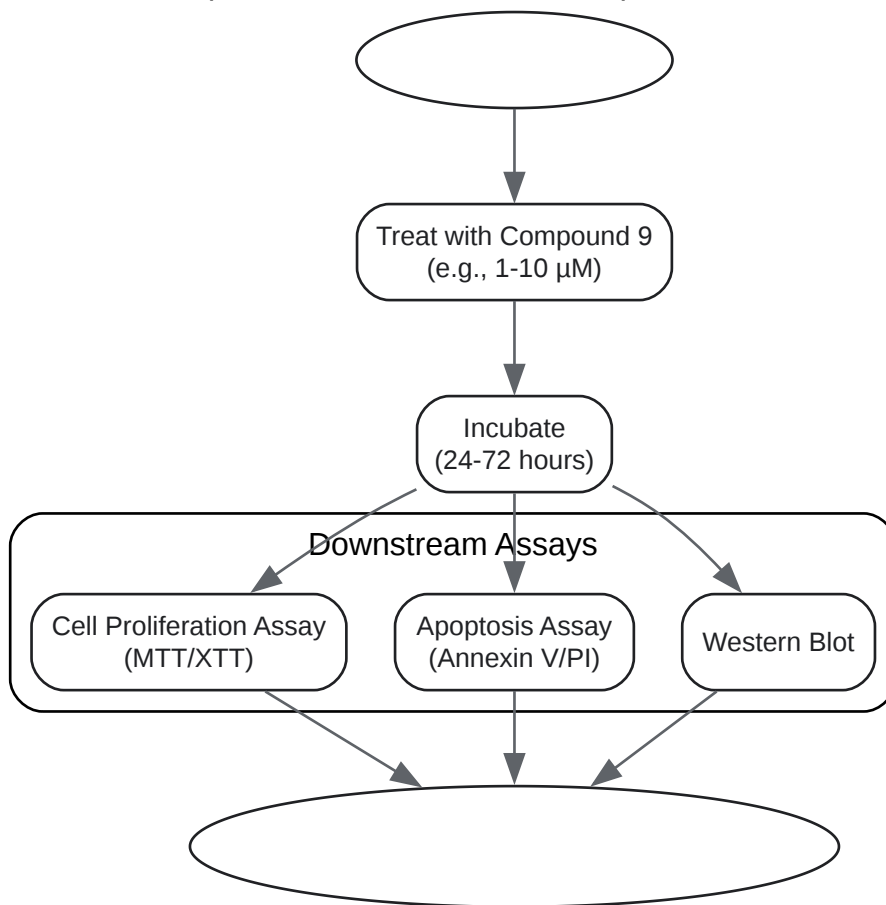 Treat with Compound 9
(e.g., 1-10 µM)
Incubate
(24-72 hours)
Downstream Assays
Cell Proliferation Assay
(MTT/XTT)
Apoptosis Assay
(Annexin V/PI)
Western Blot